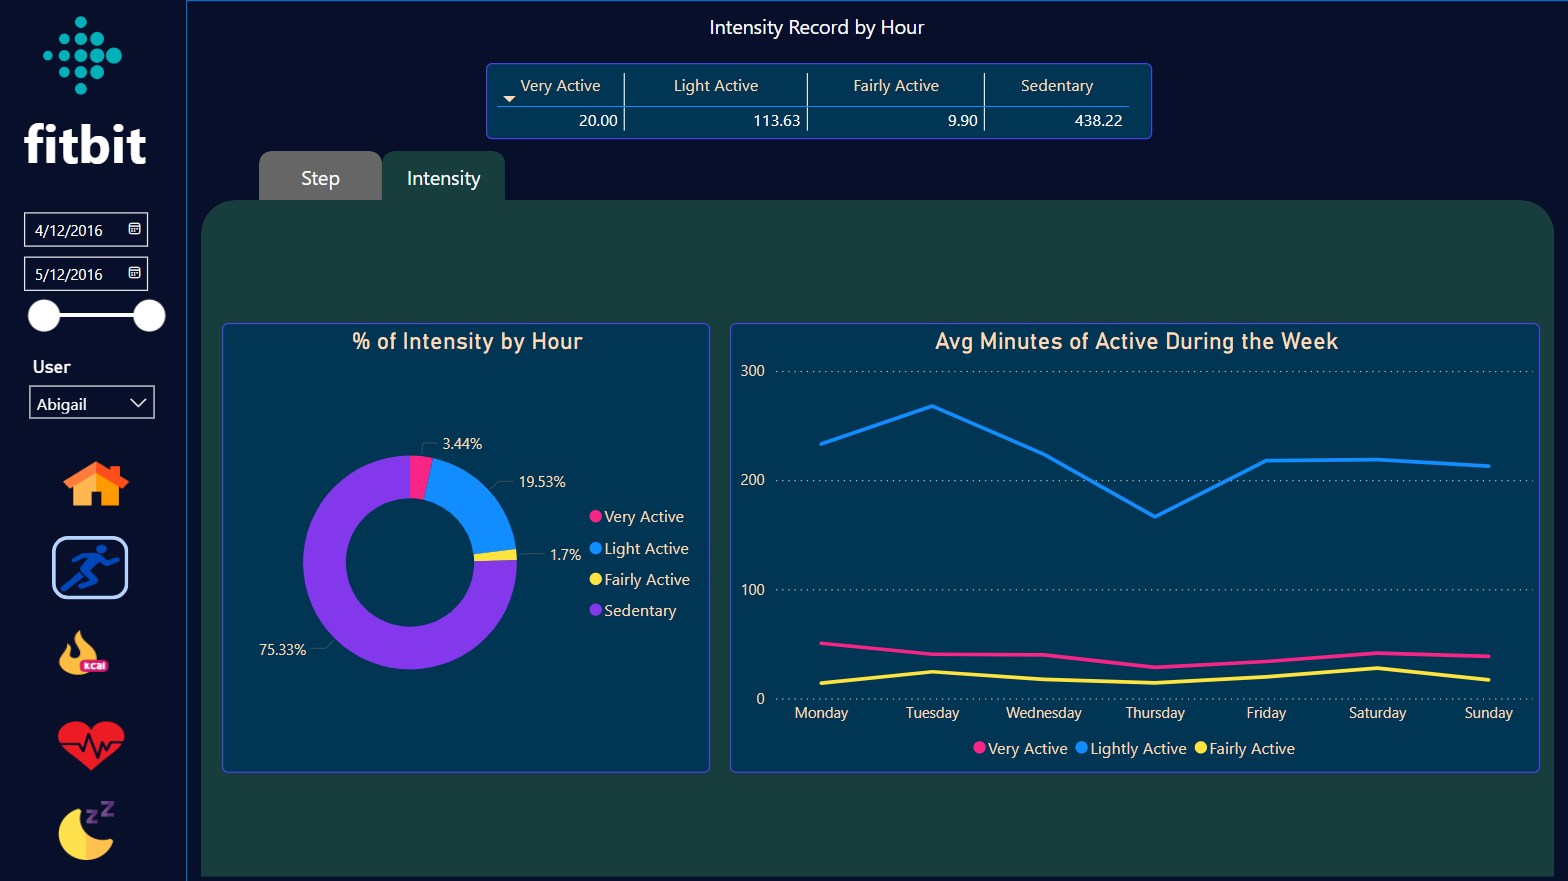 fitbit
4/12/2016
5/12/2016
User
Abigail
kcal
z z
Intensity Record by Hour
Very Active Light Active Fairly Active Sedentary
20.00 113.63 9.90 438.22
Step Intensity
% of Intensity by Hour
3.44%
19.53%
1.7%
75.33%
Very Active
Light Active
Fairly Active
Sedentary
Avg Minutes of Active During the Week
300
200
100
0
Monday Tuesday Wednesday Thursday Friday Saturday Sunday
Very Active Lightly Active Fairly Active